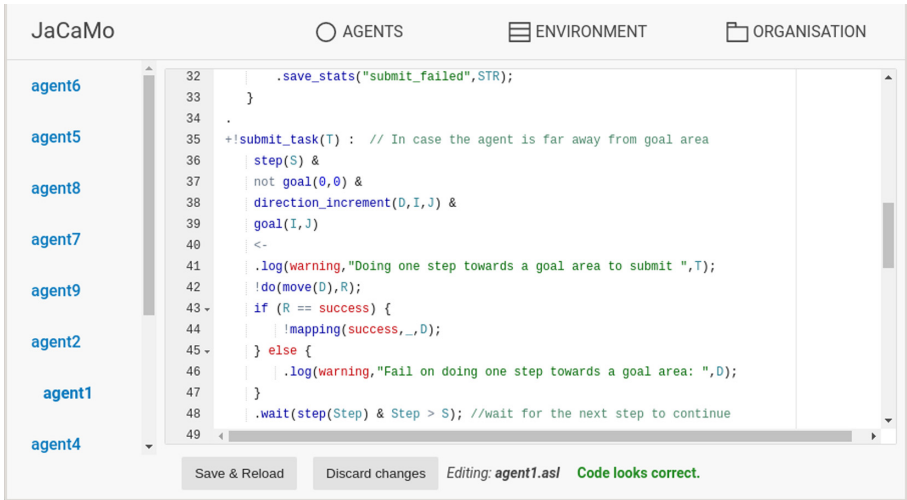 JaCaMo
AGENTS
ENVIRONMENT
ORGANISATION
agent6
agent5
agent8
agent7
agent9
agent2
agent1
agent4
32 .save_stats("submit_failed",STR);
33 }
34 .
35 +!submit_task(T) :  // In case the agent is far away from goal area
36 step(S) &
37 not goal(0,0) &
38 direction_increment(D,I,J) &
39 goal(I,J)
40 <-
41 .log(warning,"Doing one step towards a goal area to submit ",T);
42 !do(move(D),R);
43 if (R == success) {
44 !mapping(success,_,D);
45 } else {
46 .log(warning,"Fail on doing one step towards a goal area: ",D);
47 }
48 .wait(step(Step) & Step > S); //wait for the next step to continue
49
Save & Reload
Discard changes
Editing: agent1.asl
Code looks correct.